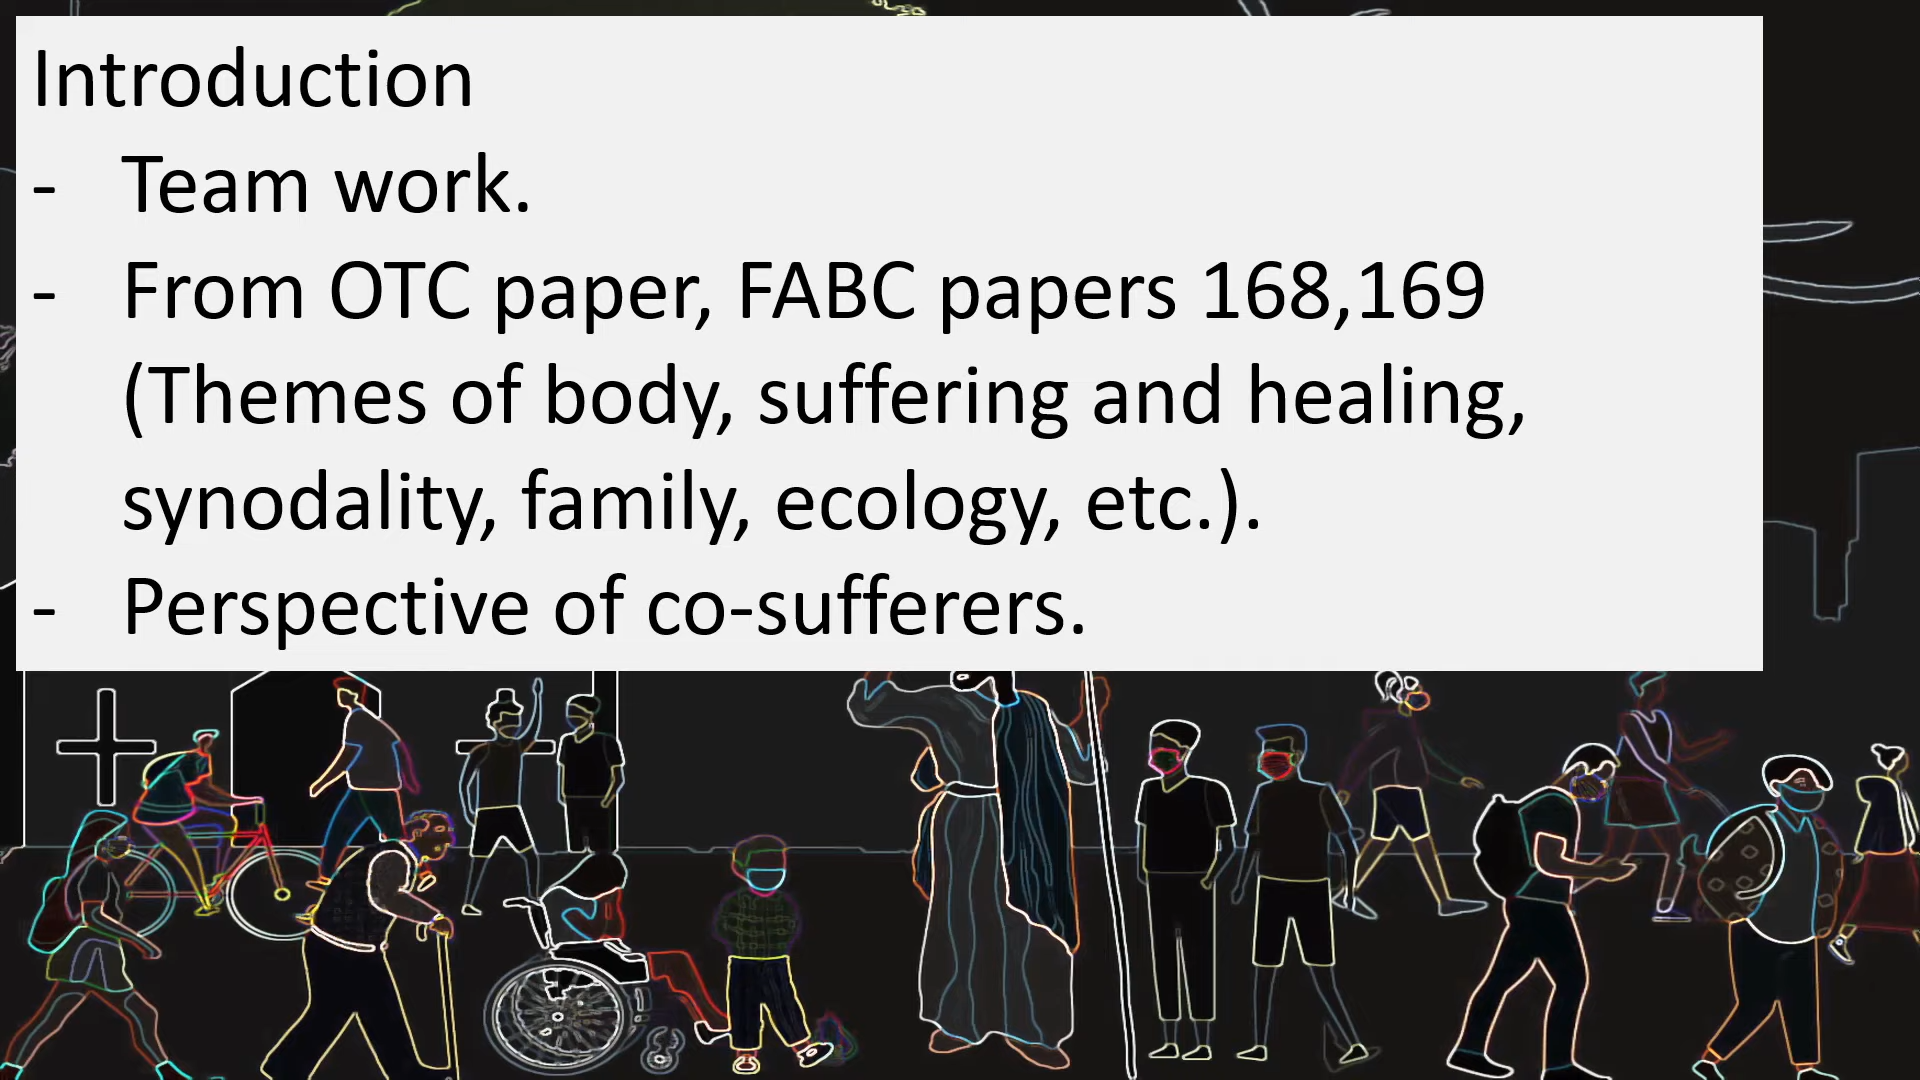 Introduction
- Team work.
- From OTC paper, FABC papers 168,169
(Themes of body, suffering and healing,
synodality, family, ecology, etc.).
- Perspective of co-sufferers.